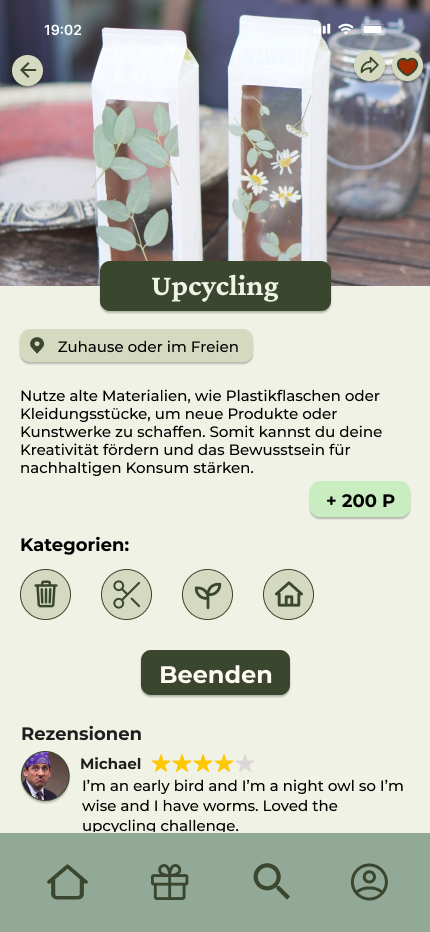 19:02
Upcycling
Zuhause oder im Freien
Nutze alte Materialien, wie Plastikflaschen oder
Kleidungsstücke, um neue Produkte oder
Kunstwerke zu schaffen. Somit kannst du deine
Kreativität fördern und das Bewusstsein für
nachhaltigen Konsum stärken.
+ 200 P
Kategorien:
Beenden
Rezensionen
Michael
I'm an early bird and I'm a night owl so I'm
wise and I have worms. Loved the
upcycling challenge.